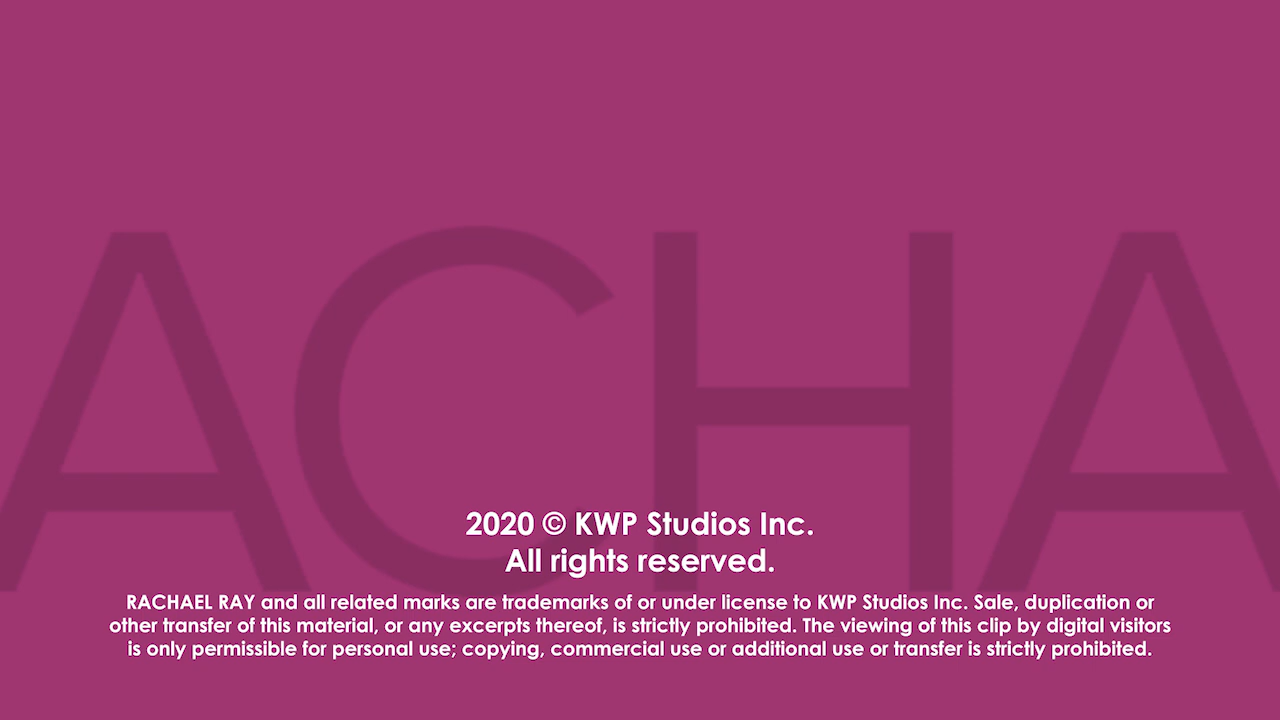 ACHA
2020 © KWP Studios Inc.
All rights reserved.
RACHAEL RAY and all related marks are trademarks of or under license to KWP Studios Inc. Sale, duplication or
other transfer of this material, or any excerpts thereof, is strictly prohibited. The viewing of this clip by digital visitors
is only permissible for personal use; copying, commercial use or additional use or transfer is strictly prohibited.